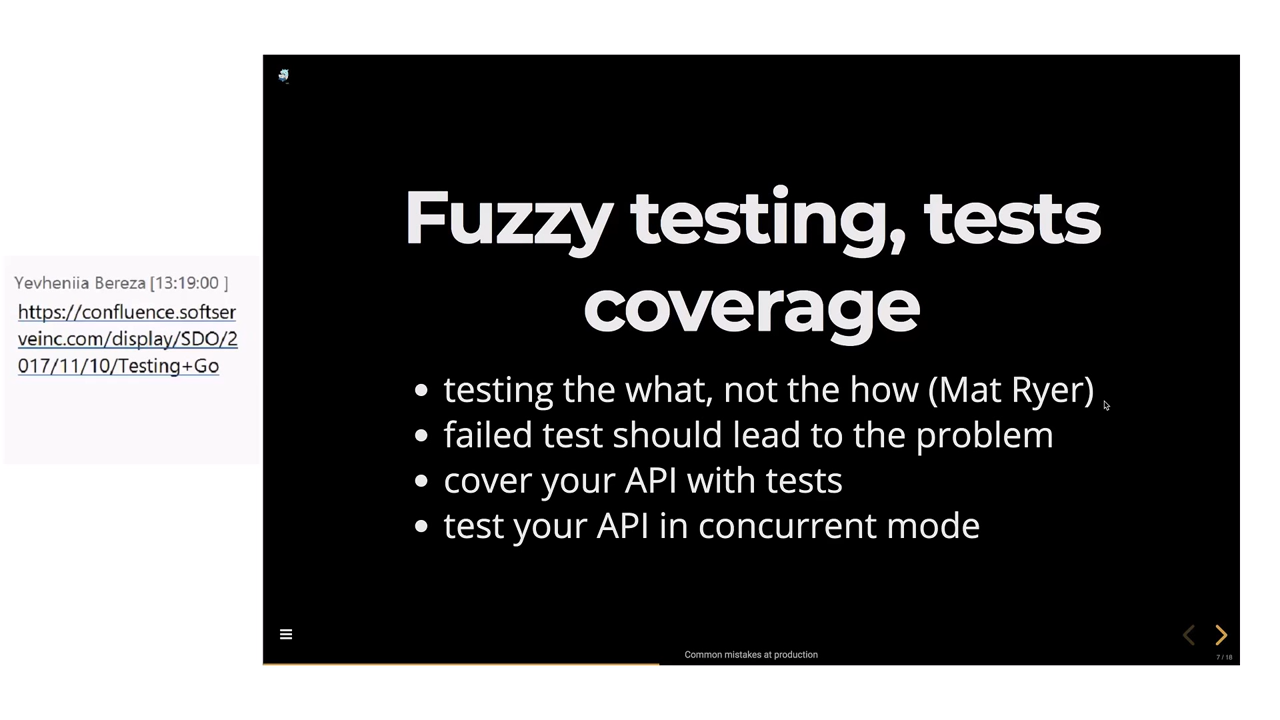 Yevheniia Bereza [13:19:00 ]
https://confluence.softser
veinc.com/display/SDO/2
017/11/10/Testing+Go
Fuzzy testing, tests
coverage
• testing the what, not the how (Mat Ryer)
• failed test should lead to the problem
• cover your API with tests
• test your API in concurrent mode
Common mistakes at production
7 / 18